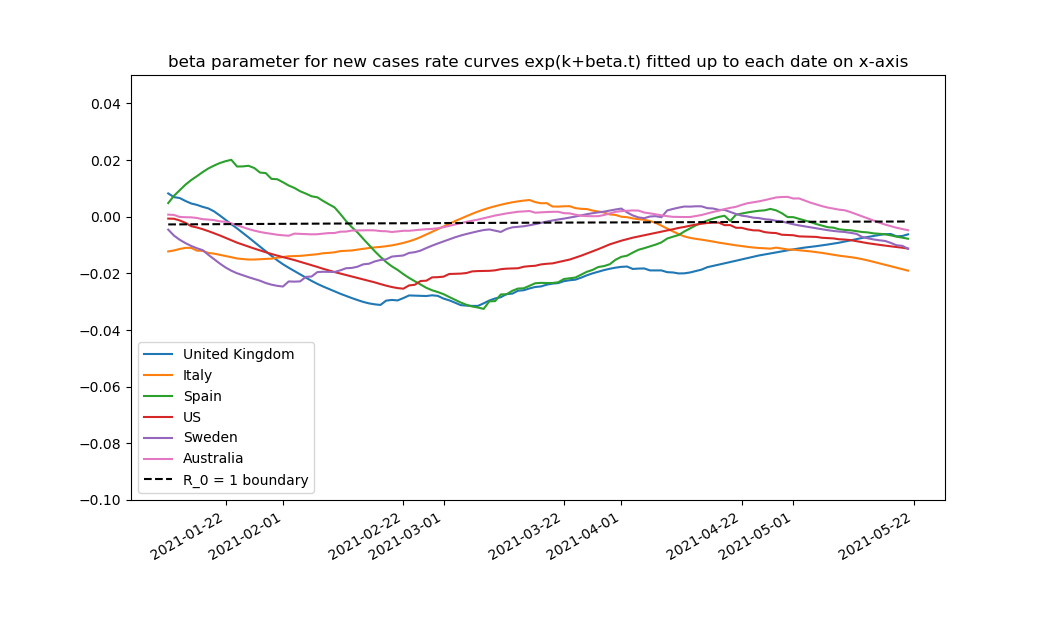 beta parameter for new cases rate curves exp(k+beta.t) fitted up to each date on x-axis
0.04
0.02
0.00
−0.02
−0.04
−0.06
−0.08
−0.10
United Kingdom
Italy
Spain
US
Sweden
Australia
R_0 = 1 boundary
2021-01-22
2021-02-01
2021-02-22
2021-03-01
2021-03-22
2021-04-01
2021-04-22
2021-05-01
2021-05-22